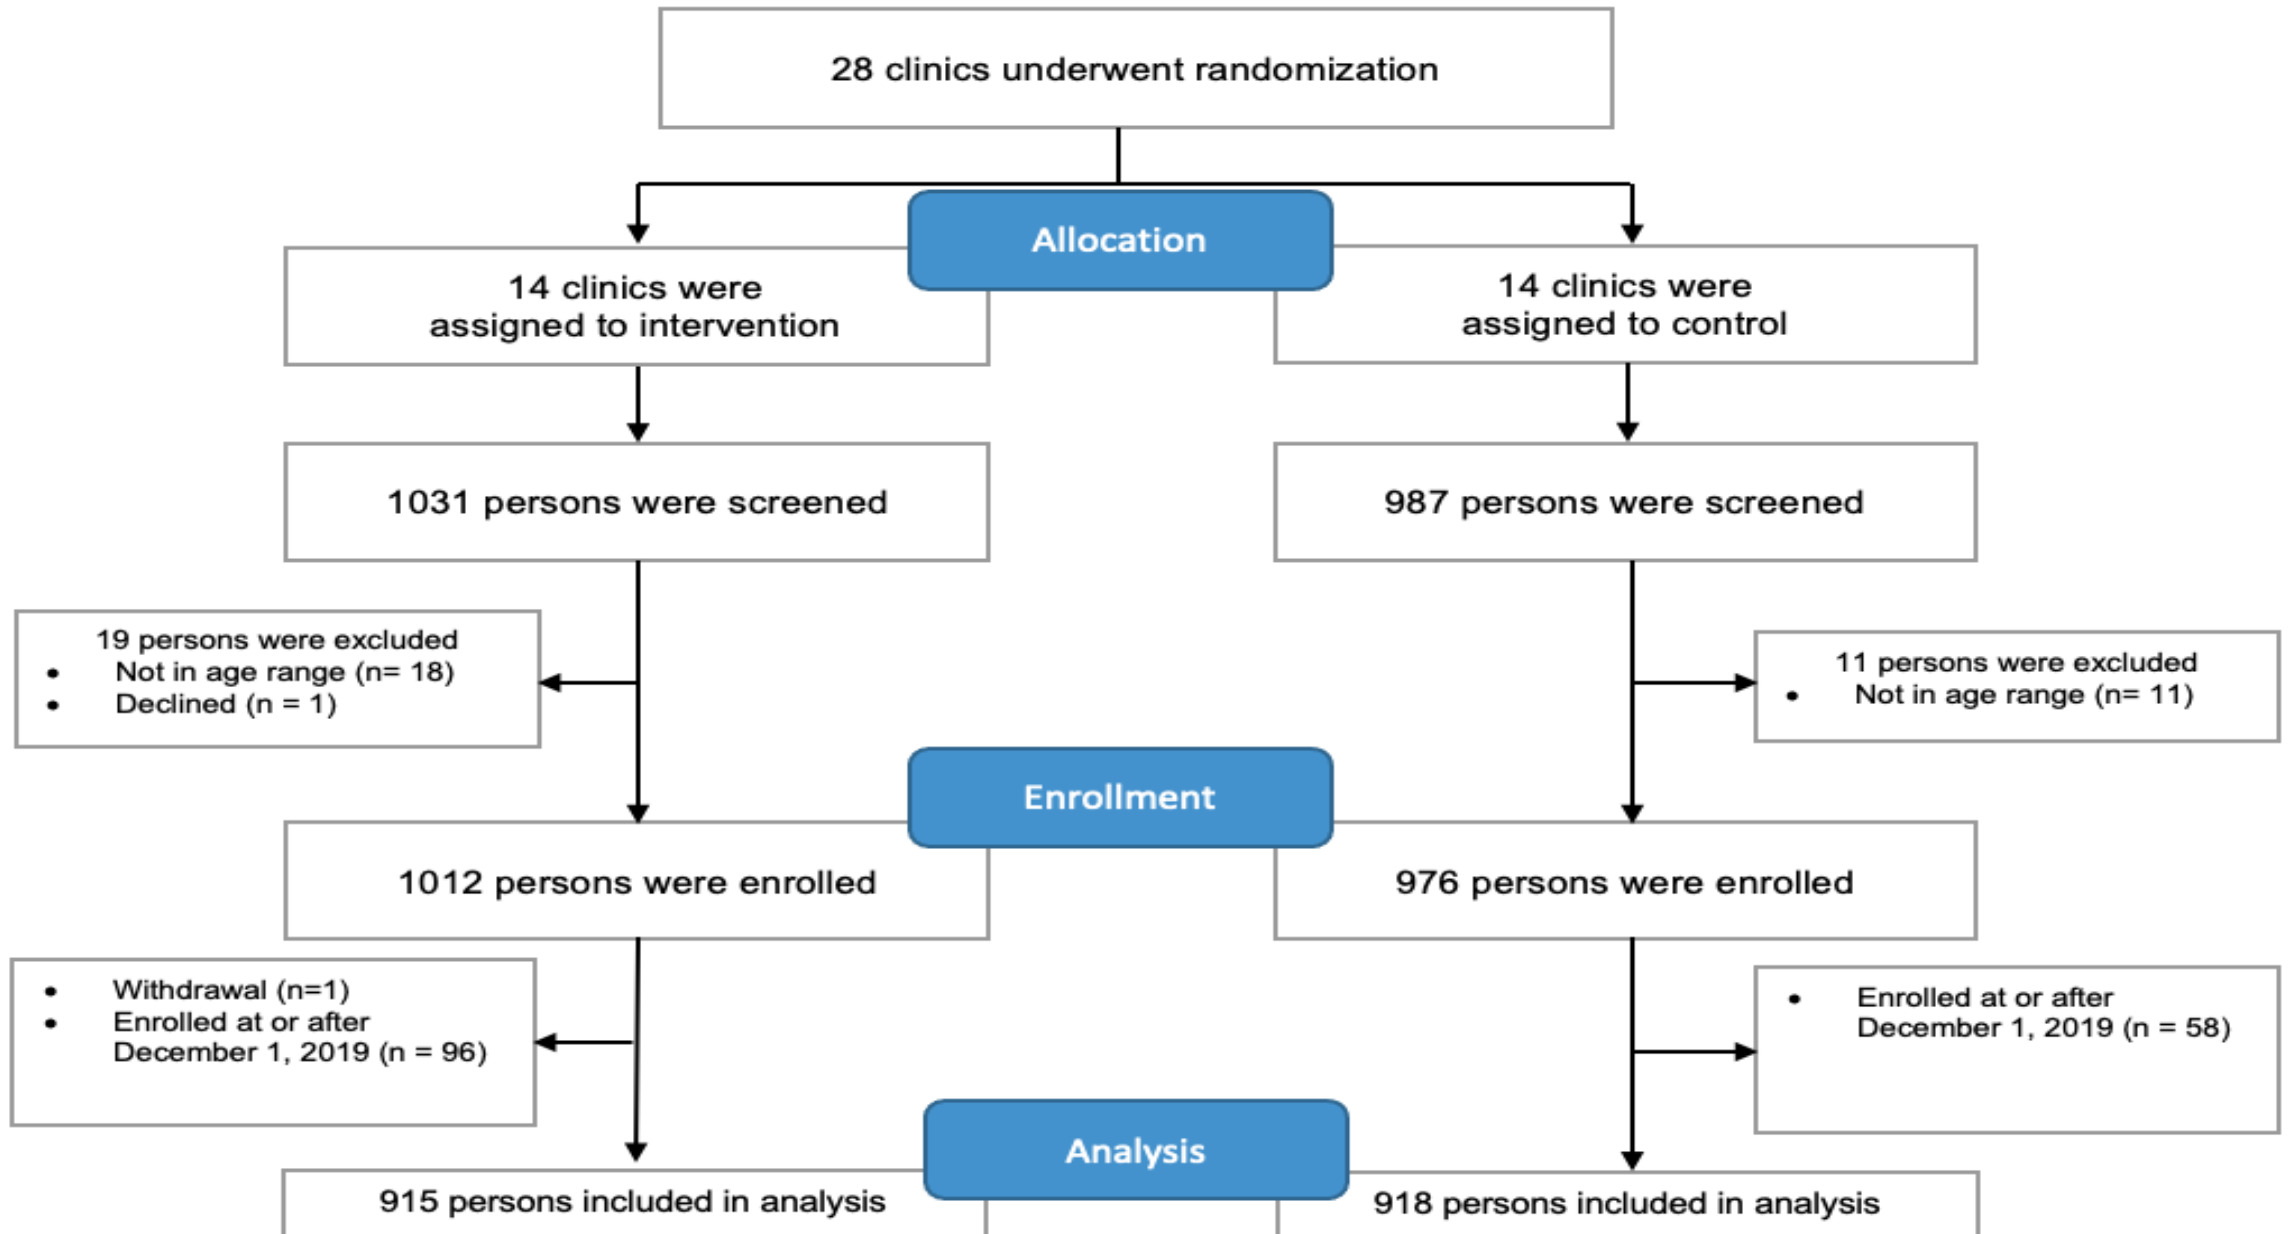 28 clinics underwent randomization
Allocation
14 clinics were
assigned to intervention
14 clinics were
assigned to control
1031 persons were screened
987 persons were screened
19 persons were excluded
• Not in age range (n= 18)
• Declined (n = 1)
11 persons were excluded
• Not in age range (n= 11)
Enrollment
1012 persons were enrolled
976 persons were enrolled
• Withdrawal (n=1)
• Enrolled at or after
December 1, 2019 (n = 96)
• Enrolled at or after
December 1, 2019 (n = 58)
Analysis
915 persons included in analysis
918 persons included in analysis